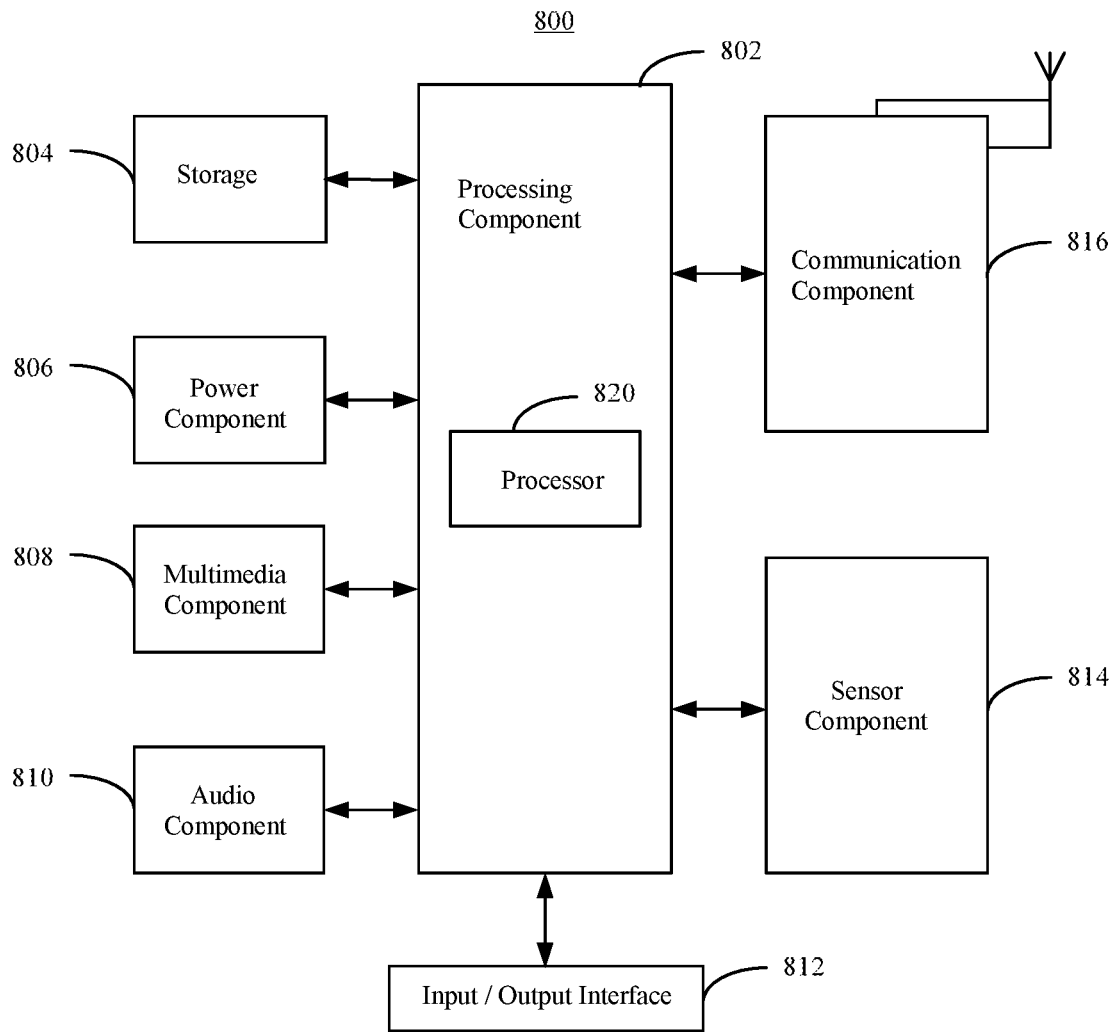 800
802
804
Storage
Processing
Component
Communication
Component
816
806
Power
Component
820
Processor
808
Multimedia
Component
Sensor
Component
814
810
Audio
Component
Input / Output Interface
812